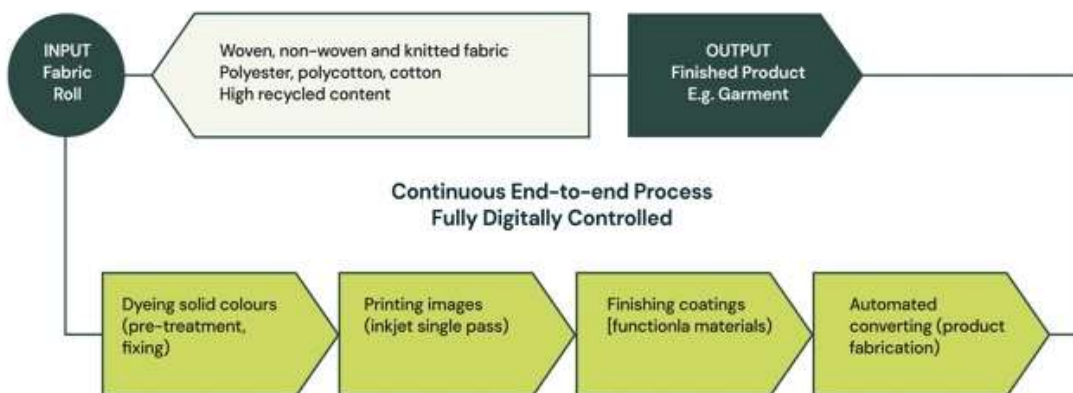 INPUT
Fabric
Roll
Woven, non-woven and knitted fabric
Polyester, polycotton, cotton
High recycled content
OUTPUT
Finished Product
E.g. Garment
Continuous End-to-end Process
Fully Digitally Controlled
Dyeing solid colours
(pre-treatment,
fixing)
Printing images
(inkjet single pass)
Finishing coatings
[functionla materials)
Automated
converting (product
fabrication)